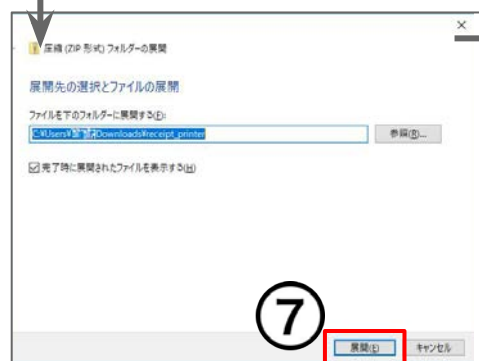 圧縮 (ZIP 形式) フォルダーの展開
展開先の選択とファイルの展開
ファイルを下のフォルダーに展開する(F):
C:¥Users¥ Downloads¥receipt_printer
参照(R)...
完了時に展開されたファイルを表示する(H)
7
展開(E)
キャンセル